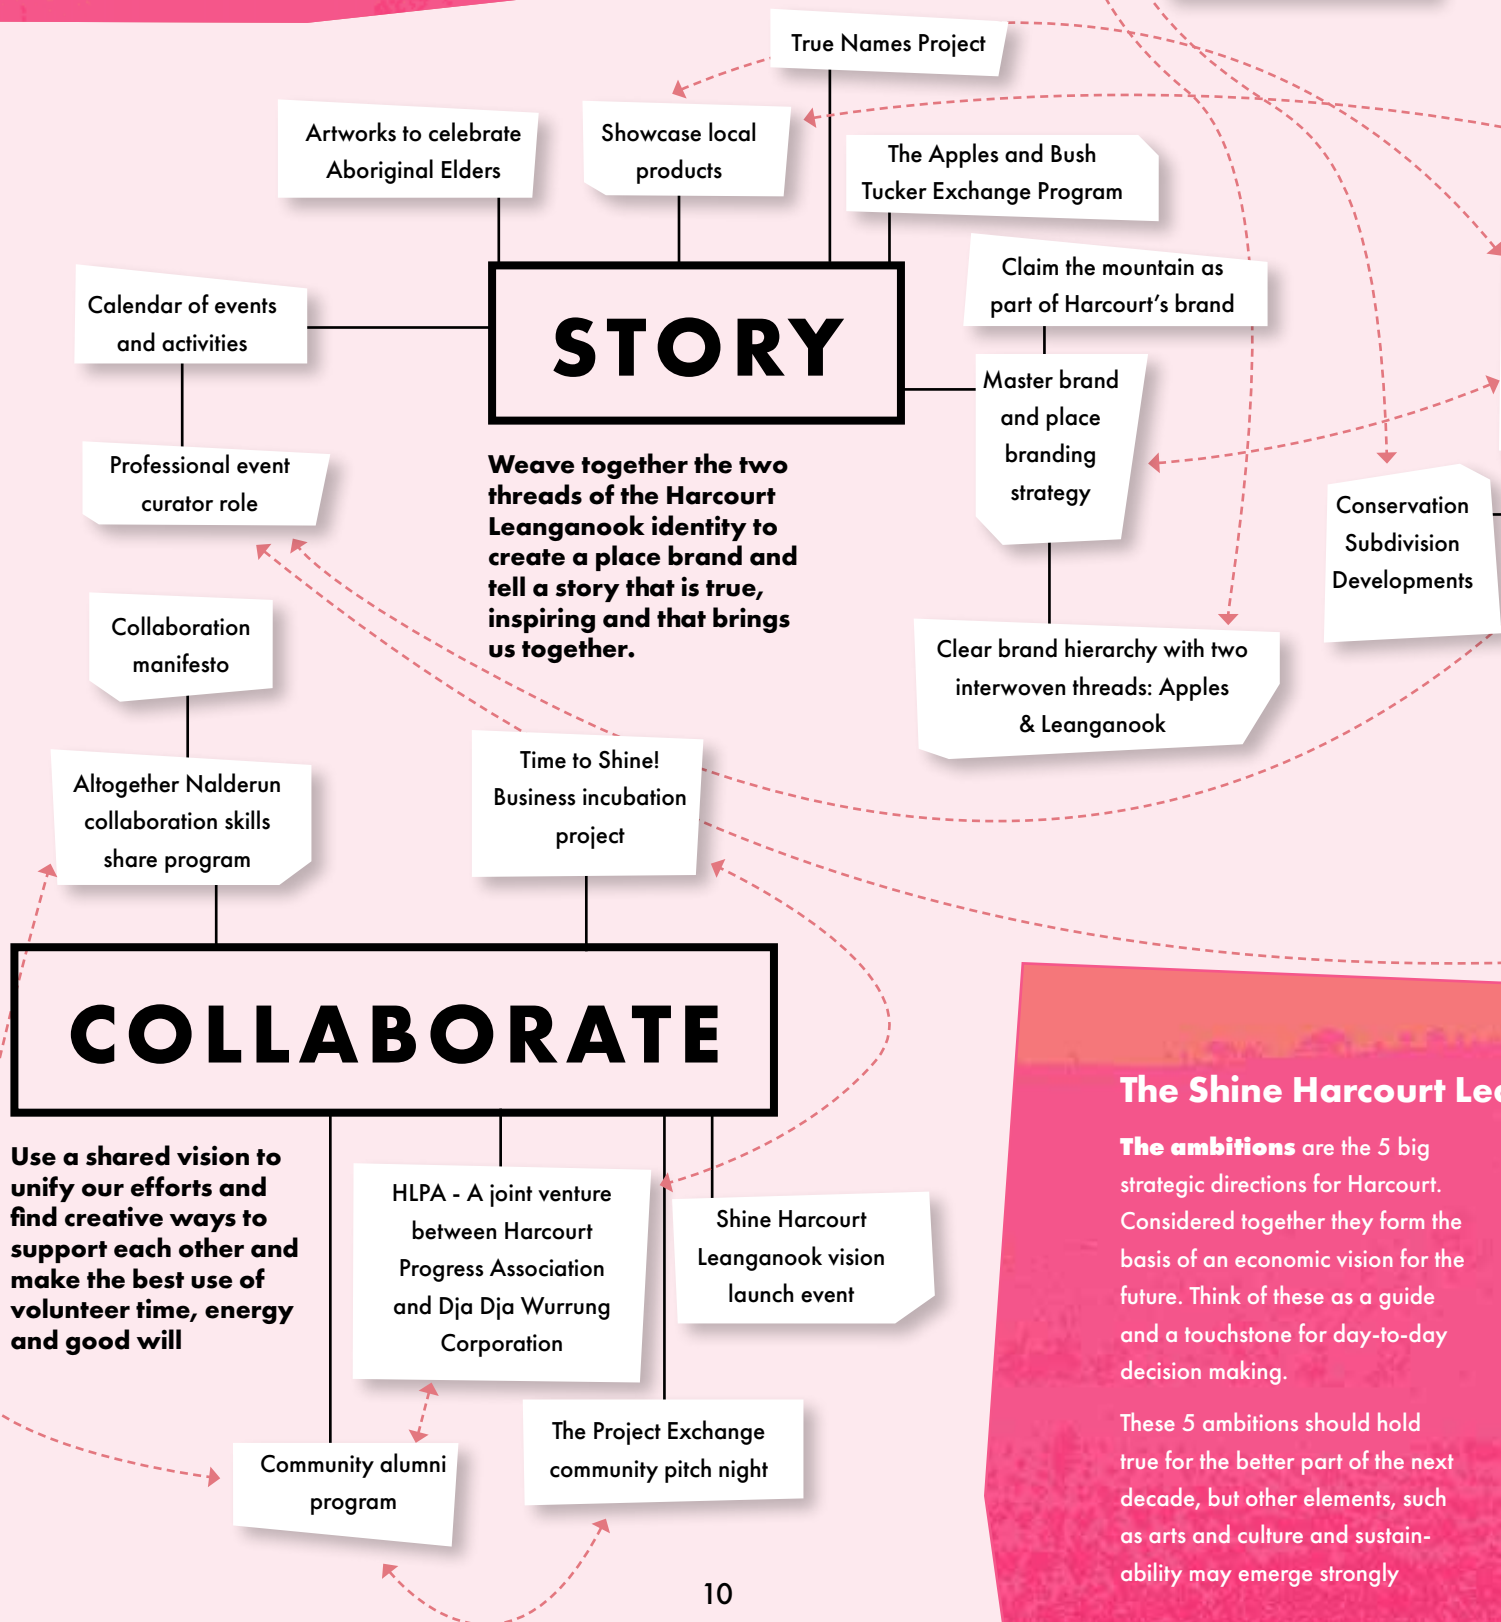 True Names Project
Artworks to celebrate
Aboriginal Elders
Showcase local
products
The Apples and Bush
Tucker Exchange Program
Calendar of events
and activities
STORY
Claim the mountain as
part of Harcourt’s brand
Master brand
and place
branding
strategy
Professional event
curator role
Weave together the two
threads of the Harcourt
Leanganook identity to
create a place brand and
tell a story that is true,
inspiring and that brings
us together.
Conservation
Subdivision
Developments
Clear brand hierarchy with two
interwoven threads: Apples
& Leanganook
Collaboration
manifesto
Altogether Nalderun
collaboration skills
share program
Time to Shine!
Business incubation
project
COLLABORATE
Use a shared vision to
unify our efforts and
find creative ways to
support each other and
make the best use of
volunteer time, energy
and good will
HLPA - A joint venture
between Harcourt
Progress Association
and Dja Dja Wurrung
Corporation
Shine Harcourt
Leanganook vision
launch event
Community alumni
program
The Project Exchange
community pitch night
The Shine Harcourt Lea
The ambitions are the 5 big
strategic directions for Harcourt.
Considered together they form the
basis of an economic vision for the
future. Think of these as a guide
and a touchstone for day-to-day
decision making.
These 5 ambitions should hold
true for the better part of the next
decade, but other elements, such
as arts and culture and sustain-
ability may emerge strongly
10